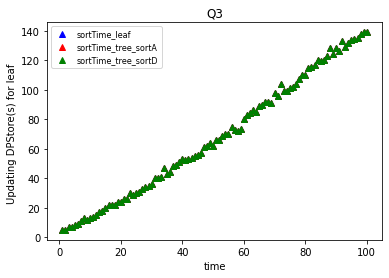 Q3
sortTime_leaf
sortTime_tree_sortA
sortTime_tree_sortD
Updating DPStore(s) for leaf
140
120
100
80
60
40
20
0
0 20 40 60 80 100
time